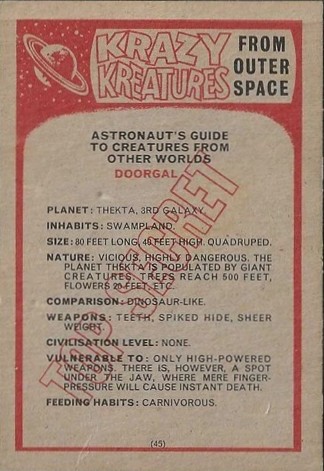 KRAZY
KREATURES
FROM
OUTER
SPACE
ASTRONAUT'S GUIDE
TO CREATURES FROM
OTHER WORLDS
DOORGAL
TOP SECRET
PLANET: THEKTA, 3RD GALAXY.
INHABITS: SWAMPLAND.
SIZE: 80 FEET LONG, 40 FEET HIGH. QUADRUPED.
NATURE: VICIOUS, HIGHLY DANGEROUS. THE
PLANET THEKTA IS POPULATED BY GIANT
CREATURES, TREES REACH 500 FEET,
FLOWERS 20 FEET, ETC.
COMPARISON: DINOSAUR-LIKE.
WEAPONS: TEETH, SPIKED HIDE, SHEER
WEIGHT.
CIVILISATION LEVEL: NONE.
VULNERABLE TO: ONLY HIGH-POWERED
WEAPONS. THERE IS, HOWEVER, A SPOT
UNDER THE JAW, WHERE MERE FINGER-
PRESSURE WILL CAUSE INSTANT DEATH.
FEEDING HABITS: CARNIVOROUS.
(45)